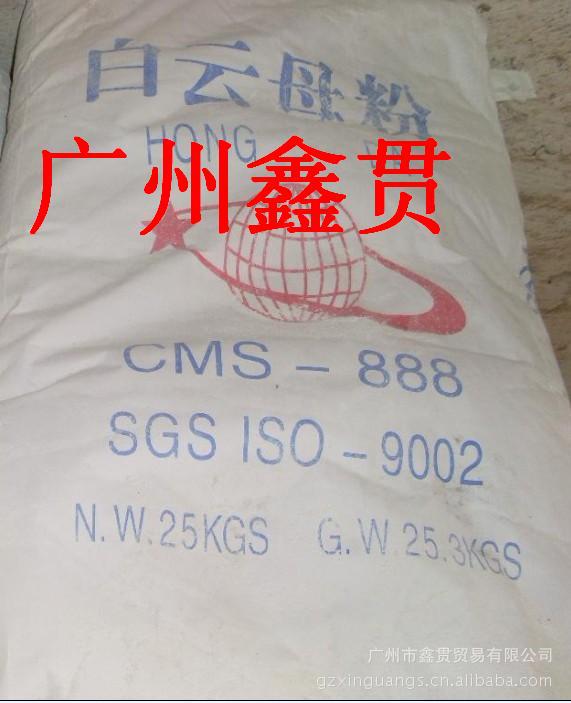 白云母粉
HONG
广州鑫贯
CMS - 888
SGS ISO - 9002
N.W.25KGS G.W.25.3KGS
广州市鑫贯贸易有限公司
gzxinguangs.cn.alibaba.com